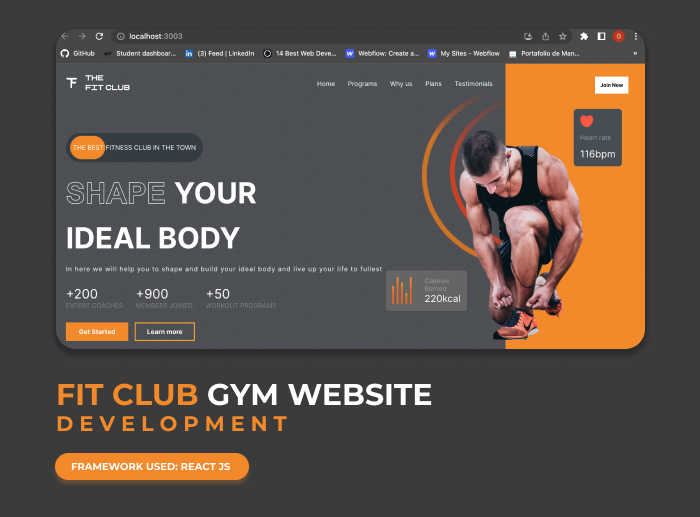 localhost:3003
D
GitHub
Student dashboar...
in (3) Feed | LinkedIn
14 Best Web Deve...
W Webflow: Create a...
W My Sites - Webflow
Portafolio de Man...
»
THE
FIT CLUB
Home Programs Why us Plans Testimonials
Join Now
Heart rate
116bpm
THE BEST FITNESS CLUB IN THE TOWN
SHAPE YOUR
IDEAL BODY
In here we will help you to shape and build your ideal body and live up your life to fullest
Calories
Burned
220kcal
+200 +900 +50
EXPERT COACHES MEMBERS JOINED WORKOUT PROGRAMS
Get Started Learn more
FIT CLUB GYM WEBSITE
DEVELOPMENT
FRAMEWORK USED: REACT JS